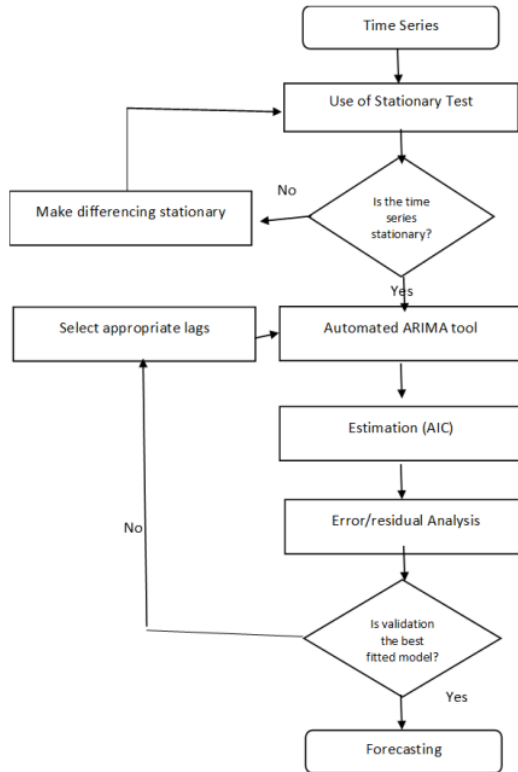 Time Series
Use of Stationary Test
No
Is the time
series
stationary?
Make differencing stationary
Yes
Select appropriate lags
Automated ARIMA tool
Estimation (AIC)
Error/residual Analysis
No
Is validation
the best
fitted model?
Yes
Forecasting